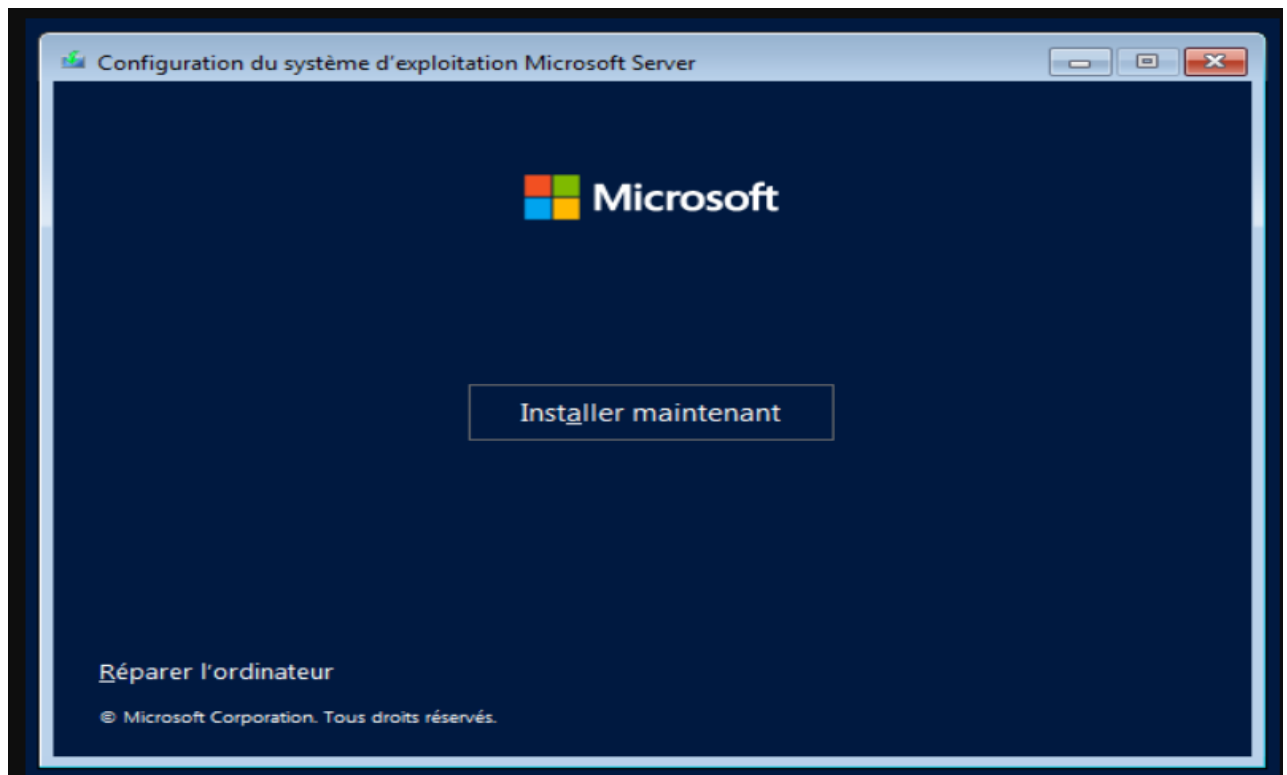 Configuration du système d'exploitation Microsoft Server
Microsoft
Installer maintenant
Réparer l'ordinateur
© Microsoft Corporation. Tous droits réservés.